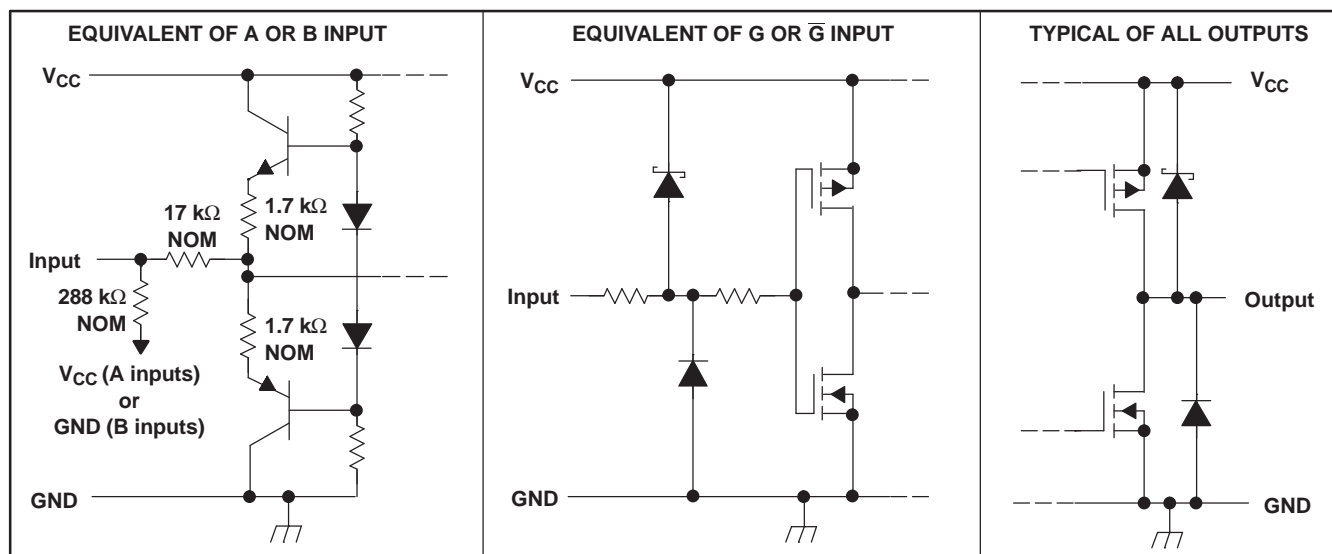 EQUIVALENT OF A OR B INPUT
VCC
17 kΩ
NOM
1.7 kΩ
NOM
Input
288 kΩ
NOM
1.7 kΩ
NOM
VCC (A inputs)
or
GND (B inputs)
GND
EQUIVALENT OF G OR G̅ INPUT
VCC
Input
GND
TYPICAL OF ALL OUTPUTS
VCC
Output
GND